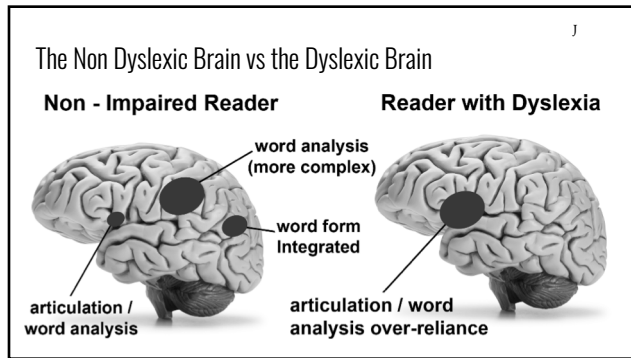 J
The Non Dyslexic Brain vs the Dyslexic Brain
Non - Impaired Reader
Reader with Dyslexia
word analysis
(more complex)
word form
Integrated
articulation /
word analysis
articulation / word
analysis over-reliance